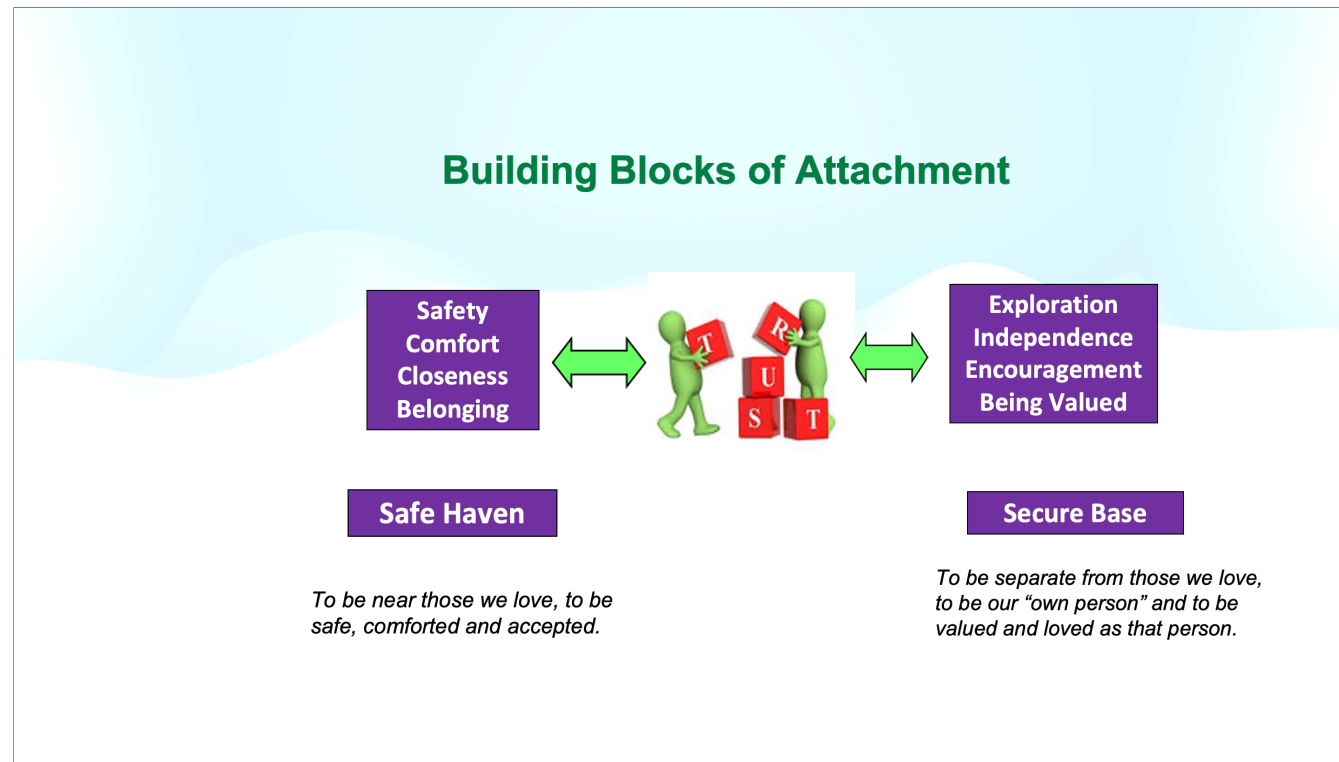 Building Blocks of Attachment
Safety
Comfort
Closeness
Belonging
T
R
U
S T
Exploration
Independence
Encouragement
Being Valued
Safe Haven
Secure Base
To be near those we love, to be
safe, comforted and accepted.
To be separate from those we love,
to be our “own person” and to be
valued and loved as that person.